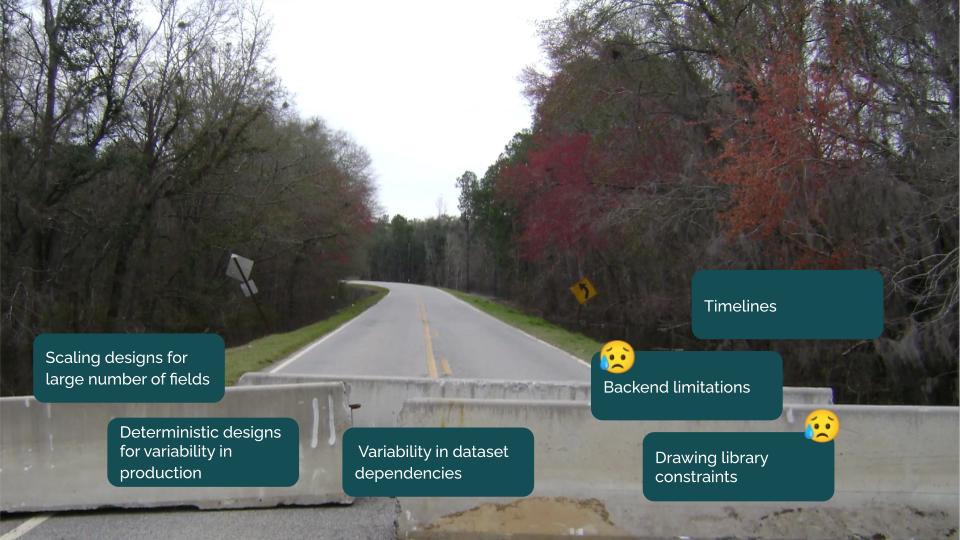 Timelines
Scaling designs for
large number of fields
Backend limitations
Deterministic designs
for variability in
production
Variability in dataset
dependencies
Drawing library
constraints